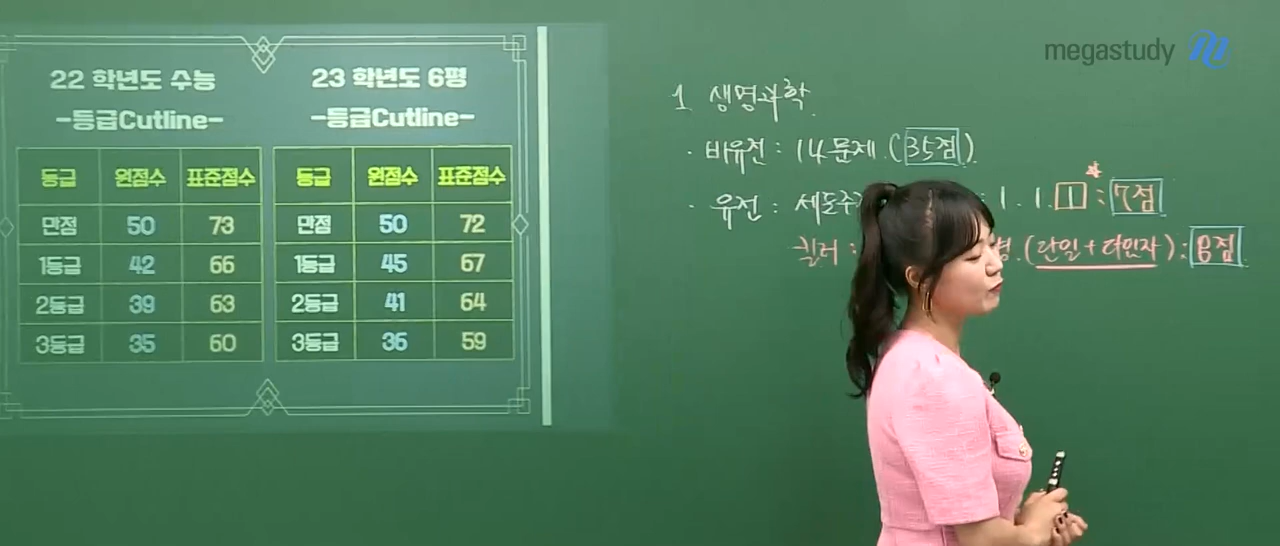 22 학년도 수능
-등급Cutline-
등급 원점수 표준점수
만점 50 73
1등급 42 66
2등급 39 63
3등급 35 60
23 학년도 6평
-등급Cutline-
등급 원점수 표준점수
만점 50 72
1등급 45 67
2등급 41 64
3등급 36 59
megastudy
1. 생명과학
· 비유전 : 14문제. (35점)
· 유전 : 세포주 : 1. 1. 1 : 7점
킬러 : 병. (단일 + 다인자) : 8점